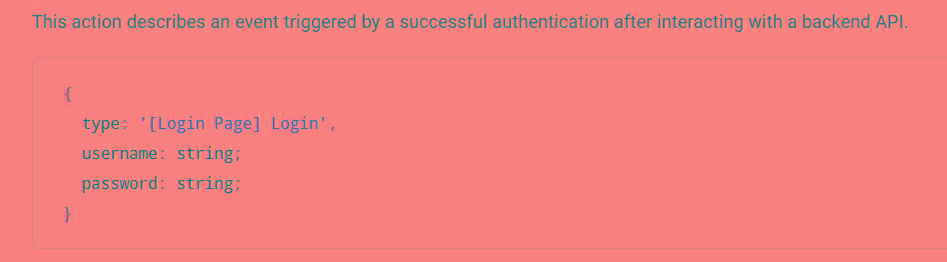 This action describes an event triggered by a successful authentication after interacting with a backend API.
{
type: '[Login Page] Login',
username: string;
password: string;
}